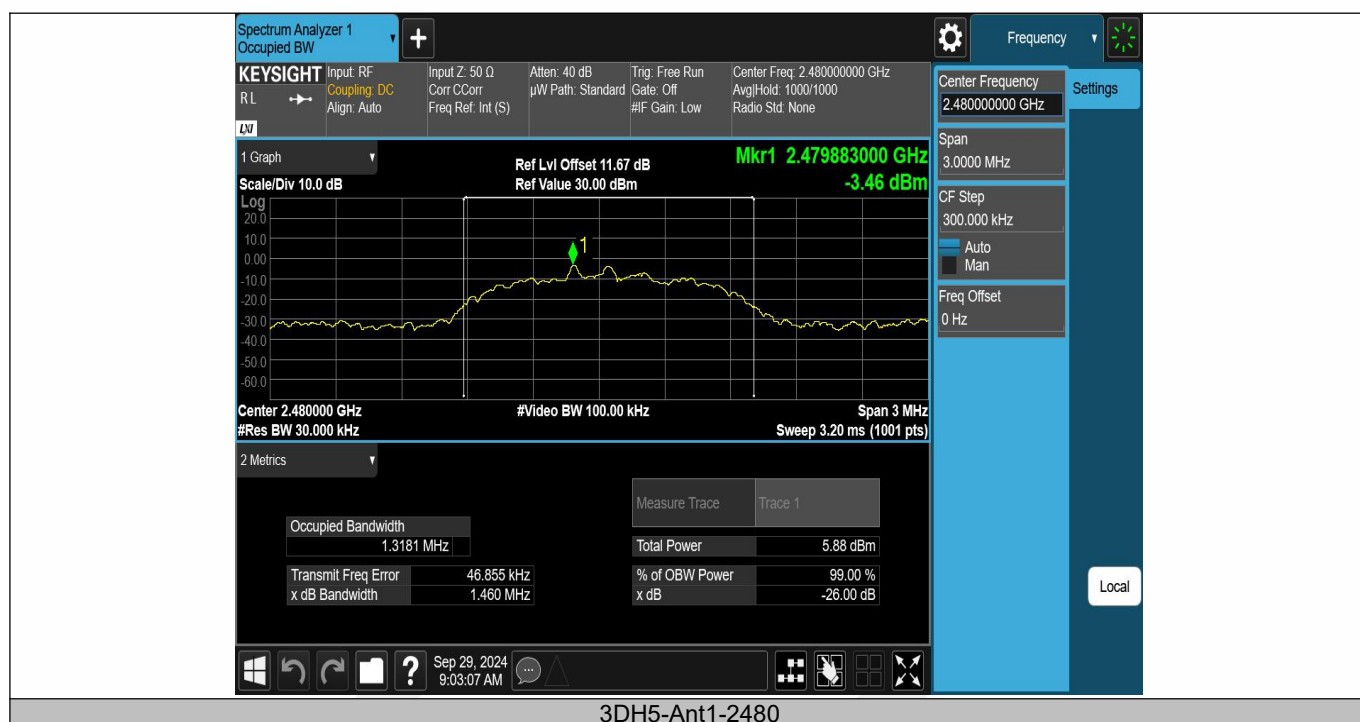 Spectrum Analyzer 1
Occupied BW
Frequency
KEYSIGHT
RL
LXI
Input: RF
Coupling: DC
Align: Auto
Input Z: 50 Ω
Corr CCorr
Freq Ref: Int (S)
Atten: 40 dB
µW Path: Standard
Trig: Free Run
Gate: Off
#IF Gain: Low
Center Freq: 2.480000000 GHz
Avg|Hold: 1000/1000
Radio Std: None
Center Frequency
2.480000000 GHz
Settings
Span
3.0000 MHz
CF Step
300.000 kHz
Auto
Man
Freq Offset
0 Hz
Local
1 Graph
Scale/Div 10.0 dB
Ref Lvl Offset 11.67 dB
Ref Value 30.00 dBm
Mkr1 2.479883000 GHz
-3.46 dBm
Log
20.0
10.0
0.00
-10.0
-20.0
-30.0
-40.0
-50.0
-60.0
1
Center 2.480000 GHz
#Res BW 30.000 kHz
#Video BW 100.00 kHz
Span 3 MHz
Sweep 3.20 ms (1001 pts)
2 Metrics
Measure Trace Trace 1
Occupied Bandwidth
1.3181 MHz
Total Power 5.88 dBm
Transmit Freq Error 46.855 kHz
% of OBW Power 99.00 %
x dB Bandwidth 1.460 MHz
x dB -26.00 dB
Sep 29, 2024
9:03:07 AM
3DH5-Ant1-2480